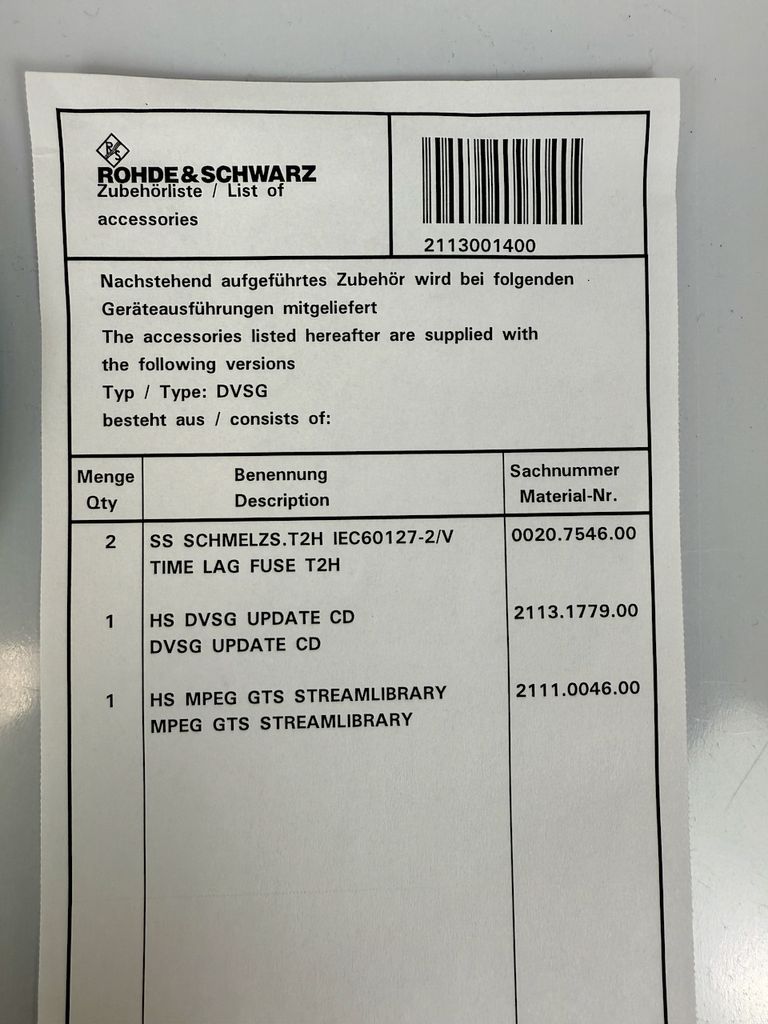 R&S
ROHDE & SCHWARZ
Zubehörliste / List of
accessories
2113001400
Nachstehend aufgeführtes Zubehör wird bei folgenden
Geräteausführungen mitgeliefert
The accessories listed hereafter are supplied with
the following versions
Typ / Type: DVSG
besteht aus / consists of:
Menge Benennung Sachnummer
Qty Description Material-Nr.
2 SS SCHMELZS.T2H IEC60127-2/V 0020.7546.00
TIME LAG FUSE T2H
1 HS DVSG UPDATE CD 2113.1779.00
DVSG UPDATE CD
1 HS MPEG GTS STREAMLIBRARY 2111.0046.00
MPEG GTS STREAMLIBRARY